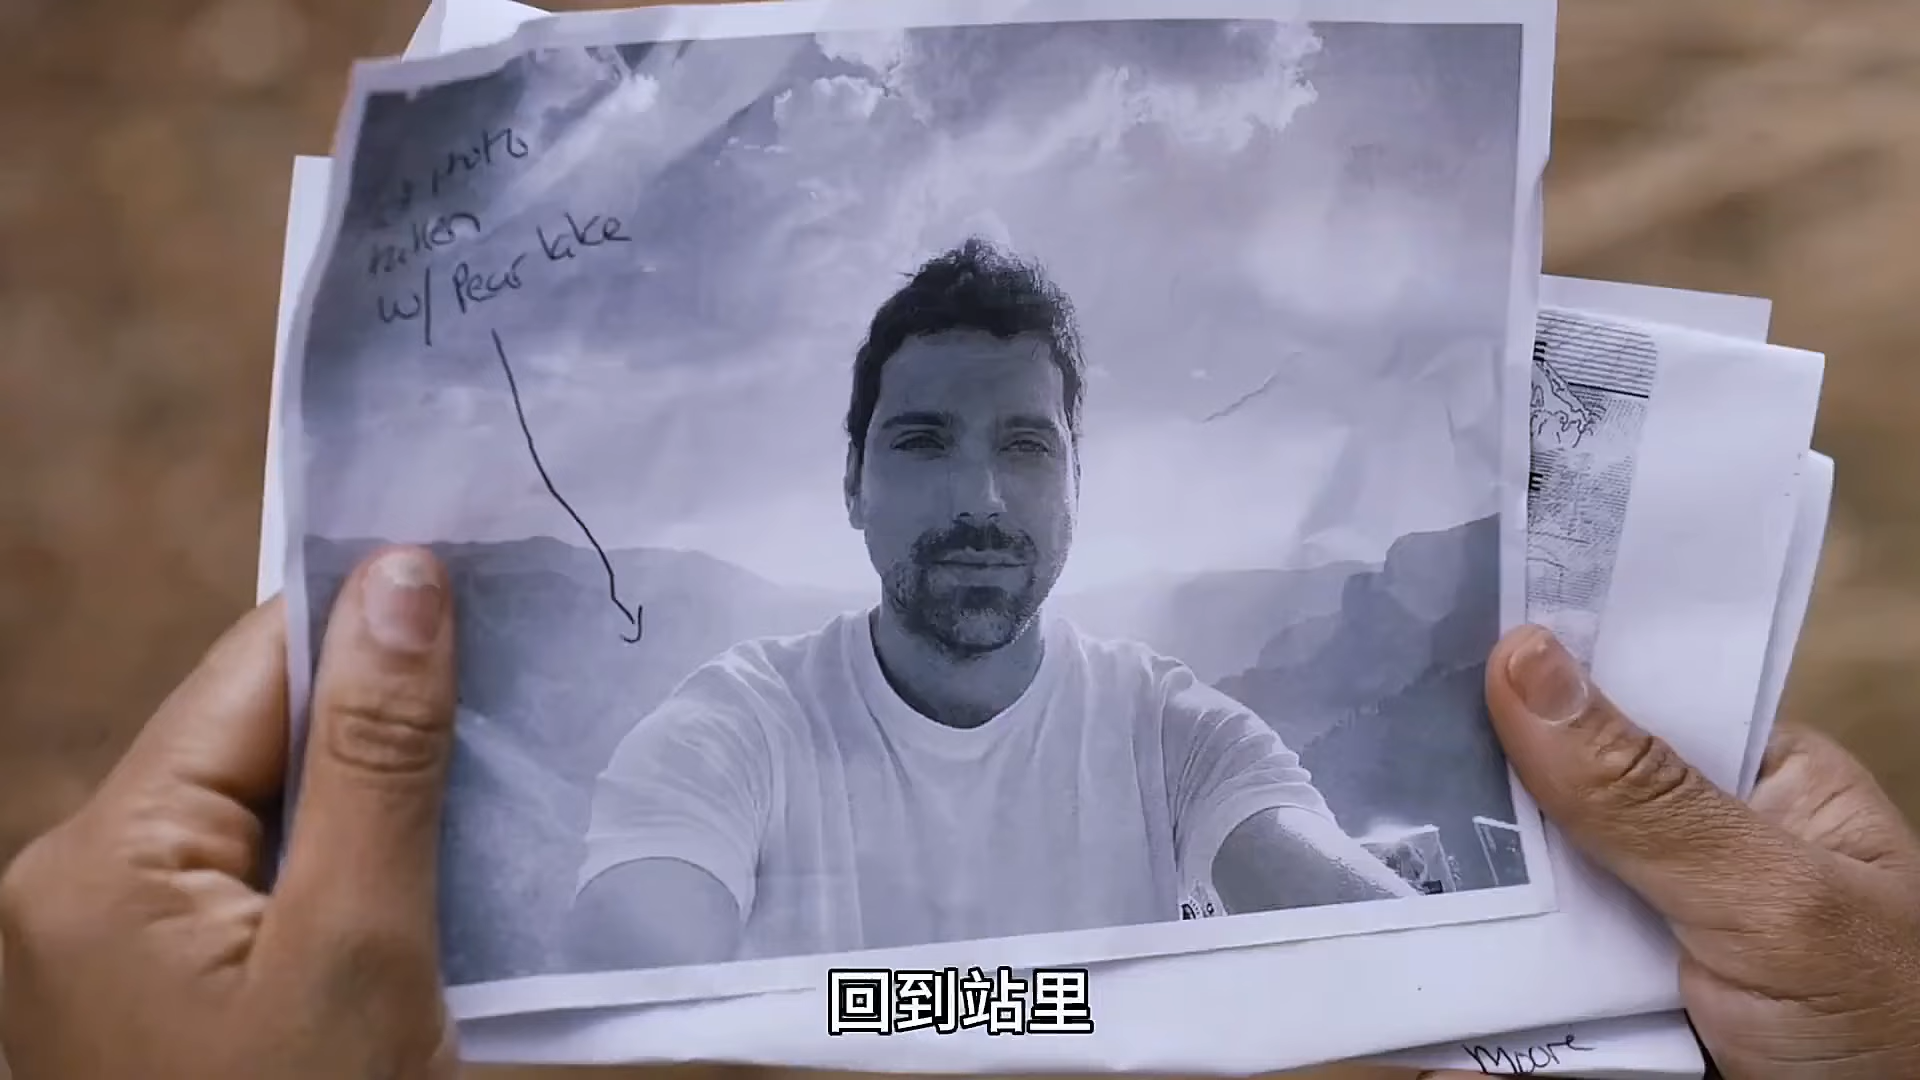 photo
taken
w/ Pear Lake
回到站里
Moore